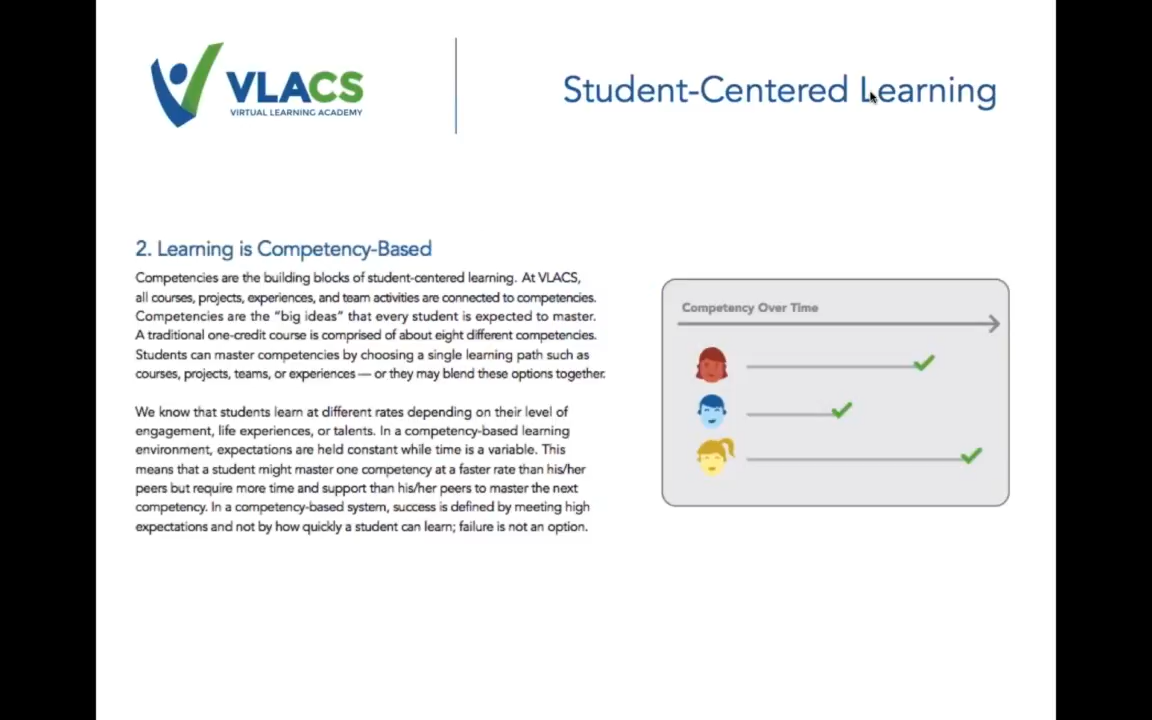 VLACS
VIRTUAL LEARNING ACADEMY
Student-Centered Learning
2. Learning is Competency-Based
Competencies are the building blocks of student-centered learning. At VLACS,
all courses, projects, experiences, and team activities are connected to competencies.
Competencies are the "big ideas" that every student is expected to master.
A traditional one-credit course is comprised of about eight different competencies.
Students can master competencies by choosing a single learning path such as
courses, projects, teams, or experiences — or they may blend these options together.
We know that students learn at different rates depending on their level of
engagement, life experiences, or talents. In a competency-based learning
environment, expectations are held constant while time is a variable. This
means that a student might master one competency at a faster rate than his/her
peers but require more time and support than his/her peers to master the next
competency. In a competency-based system, success is defined by meeting high
expectations and not by how quickly a student can learn; failure is not an option.
Competency Over Time